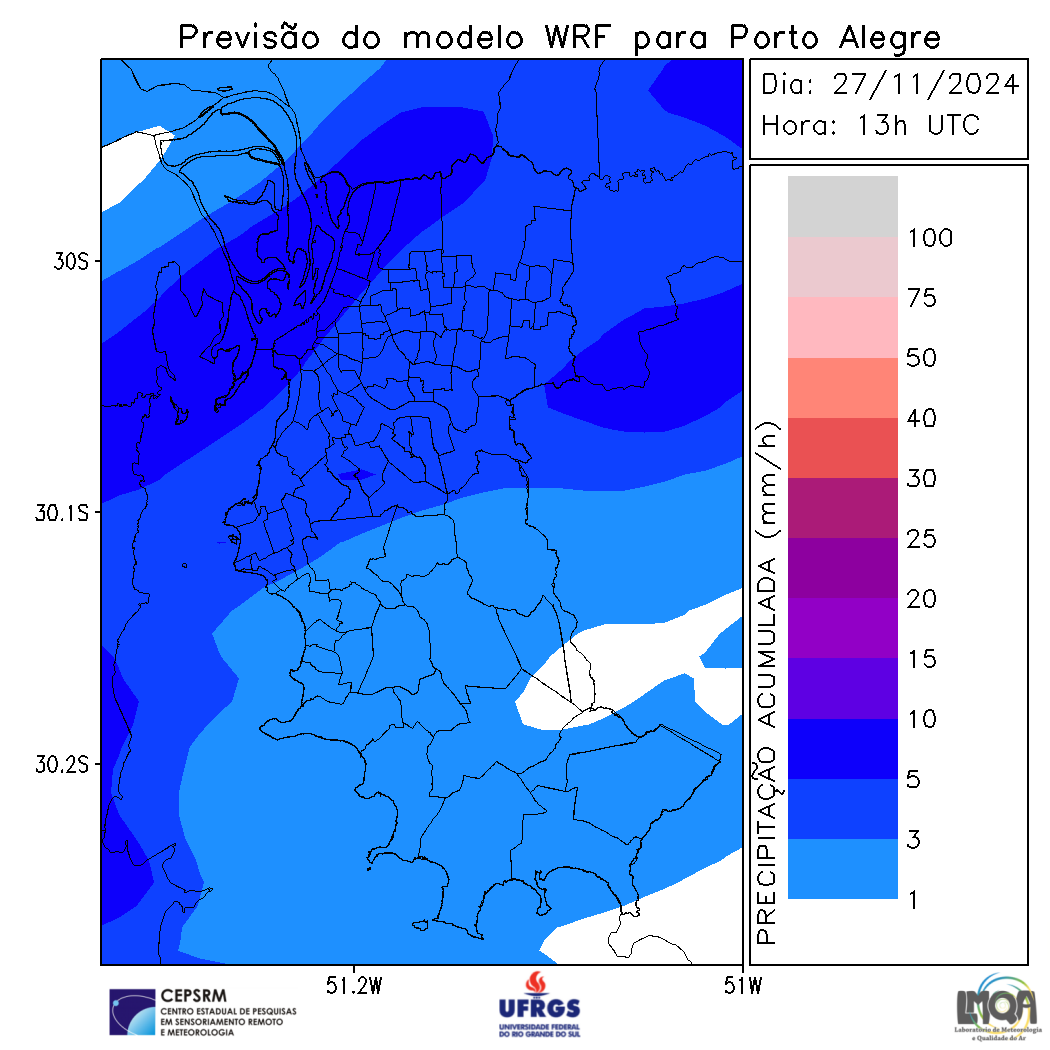 Previsão do modelo WRF para Porto Alegre
Dia: 27/11/2024
Hora: 13h UTC
30S
30.1S
30.2S
51.2W
51W
PRECIPITAÇÃO ACUMULADA (mm/h)
100
75
50
40
30
25
20
15
10
5
3
1
CEPSRM
CENTRO ESTADUAL DE PESQUISAS
EM SENSORIAMENTO REMOTO
E METEOROLOGIA
UFRGS
UNIVERSIDADE FEDERAL
DO RIO GRANDE DO SUL
LMQA
Laboratório de Meteorologia
e Qualidade do Ar